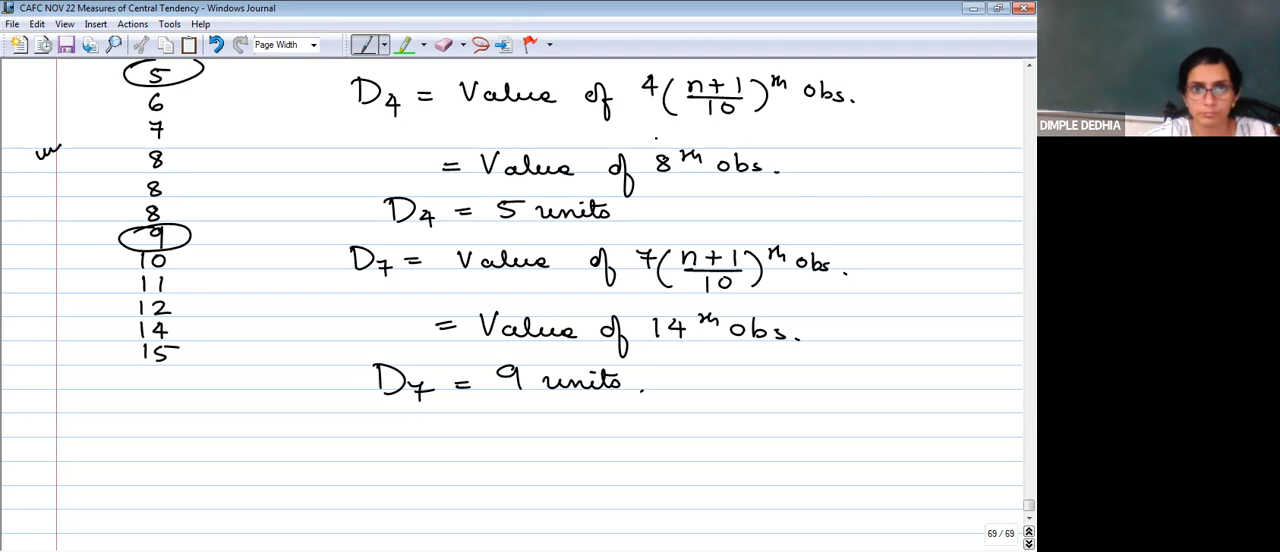 CAFC NOV 22 Measures of Central Tendency - Windows Journal
File Edit View Insert Actions Tools Help
Page Width
5
6
7
8
8
8
9
10
11
12
14
15
D4 = Value of 4(n+1/10)th obs.
= Value of 8th obs.
D4 = 5 units
D7 = Value of 7(n+1/10)th obs.
= Value of 14th obs.
D7 = 9 units.
69 / 69
DIMPLE DEDHIA